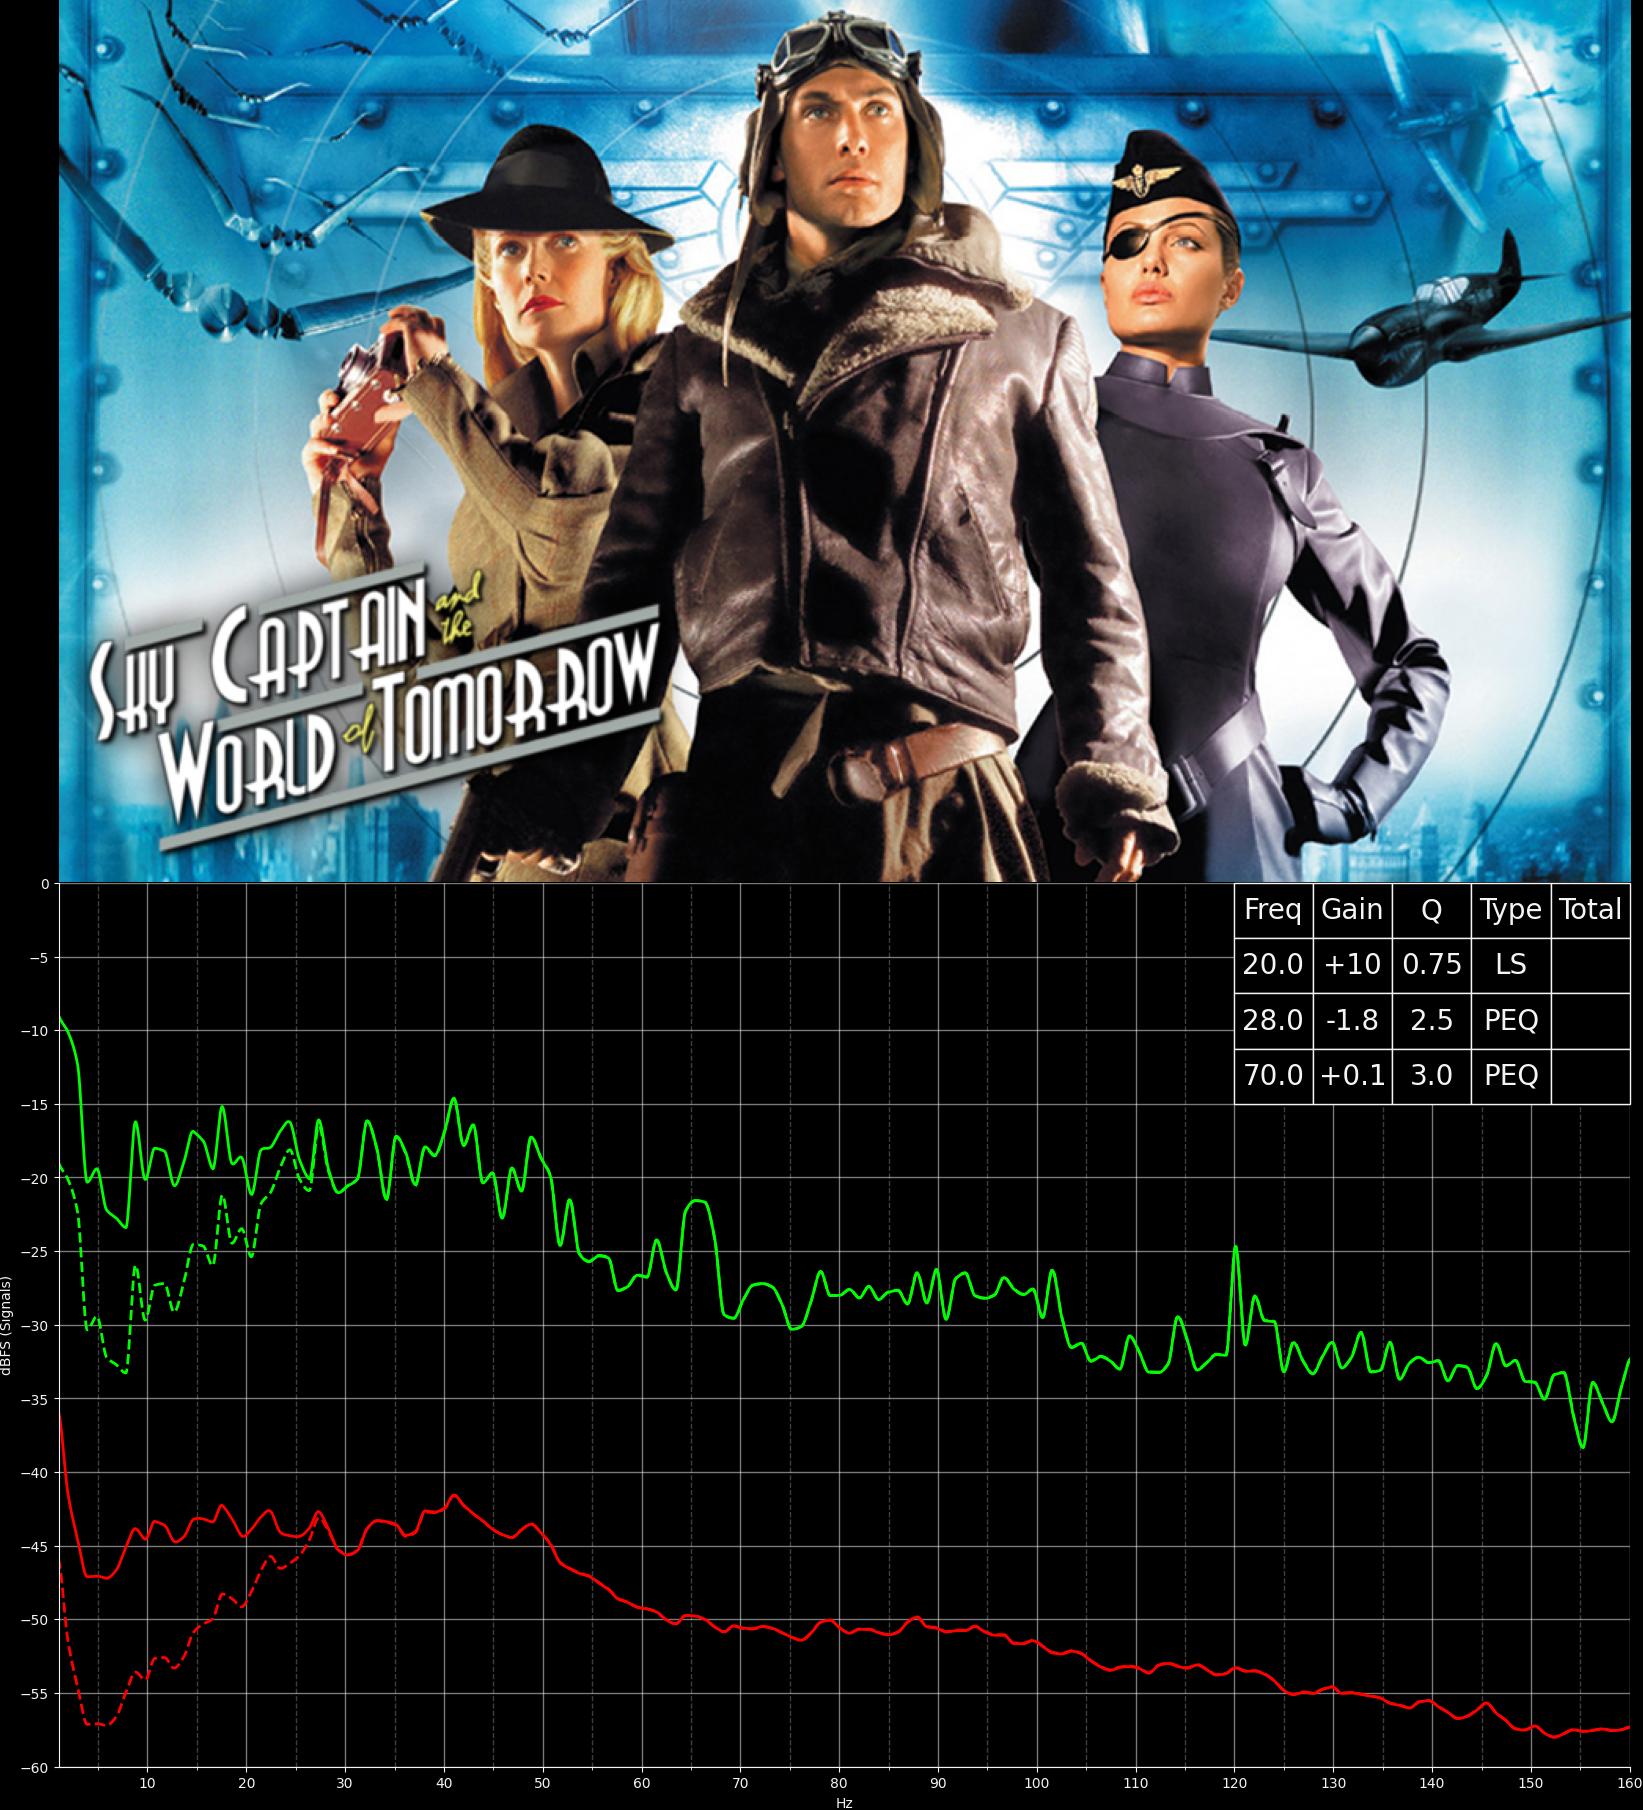 SKY CAPTAIN and the
WORLD of TOMORROW
Freq Gain Q Type Total
20.0 +10 0.75 LS
28.0 -1.8 2.5 PEQ
70.0 +0.1 3.0 PEQ
0
−5
−10
−15
−20
−25
−30
−35
−40
−45
−50
−55
−60
dBFS (Signals)
10 20 30 40 50 60 70 80 90 100 110 120 130 140 150 160
Hz